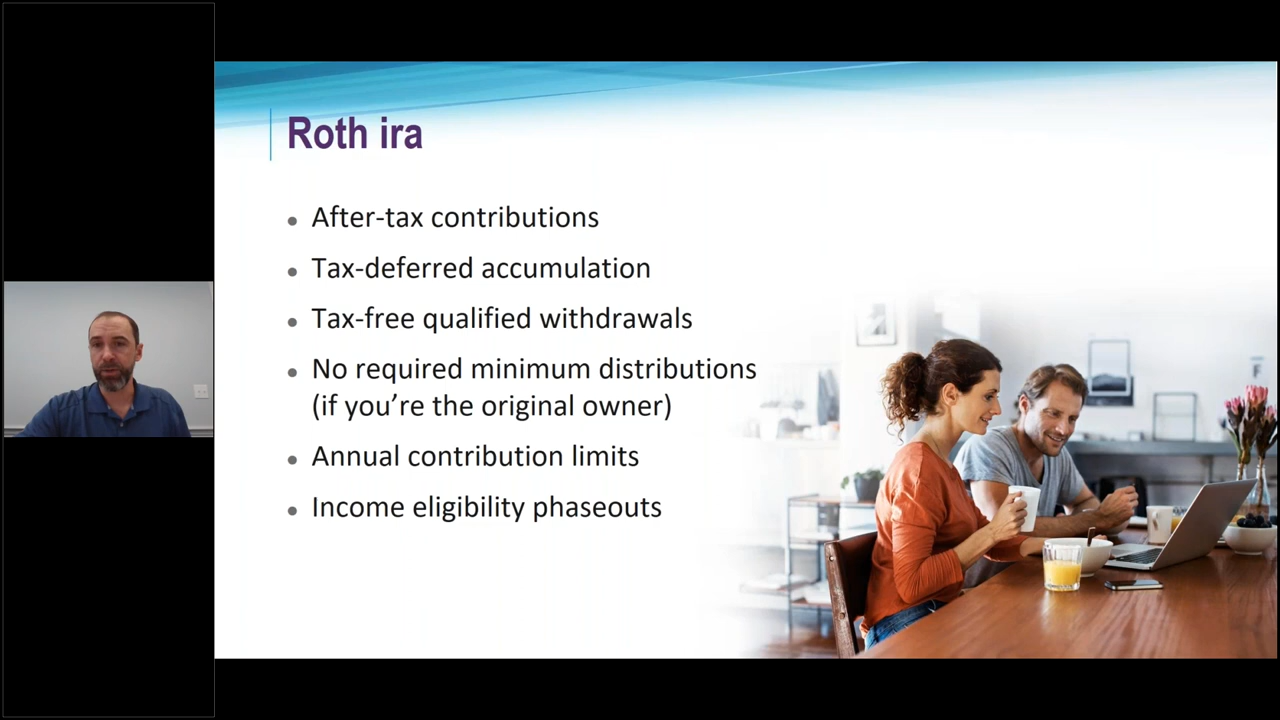 Roth ira
After-tax contributions
Tax-deferred accumulation
Tax-free qualified withdrawals
No required minimum distributions
(if you’re the original owner)
Annual contribution limits
Income eligibility phaseouts